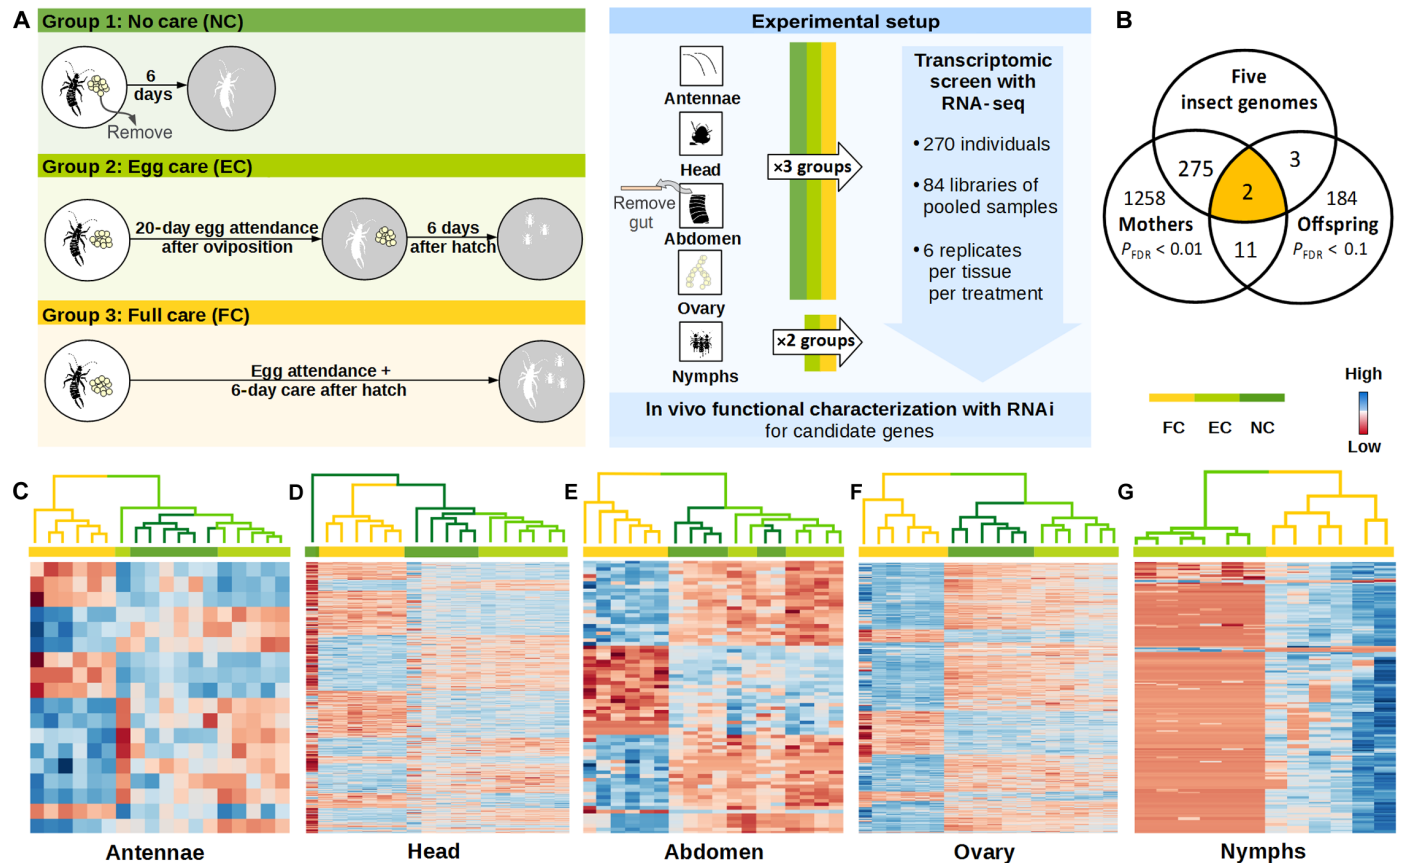 A
Group 1: No care (NC)
6
days
Remove
Group 2: Egg care (EC)
20-day egg attendance
after oviposition
6 days
after hatch
Group 3: Full care (FC)
Egg attendance +
6-day care after hatch
Experimental setup
Antennae
Head
Remove
gut
Abdomen
Ovary
Nymphs
×3 groups
×2 groups
Transcriptomic
screen with
RNA-seq
• 270 individuals
• 84 libraries of
pooled samples
• 6 replicates
per tissue
per treatment
In vivo functional characterization with RNAi
for candidate genes
B
Five
insect genomes
275
3
2
1258
Mothers
P_FDR < 0.01
184
Offspring
P_FDR < 0.1
11
FC EC NC
High
Low
C
D
E
F
G
Antennae
Head
Abdomen
Ovary
Nymphs